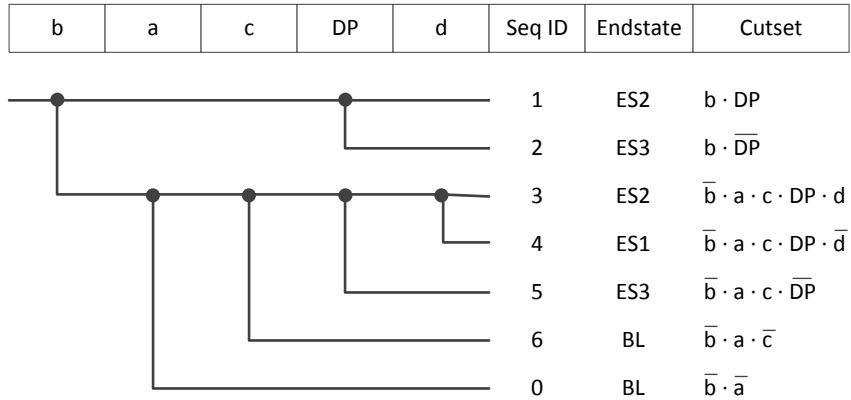 b a c DP d Seq ID Endstate Cutset
1 ES2 b · DP
2 ES3 b · D̅P̅
3 ES2 b̅ · a · c · DP · d
4 ES1 b̅ · a · c · DP · d̅
5 ES3 b̅ · a · c · D̅P̅
6 BL b̅ · a · c̅
0 BL b̅ · a̅